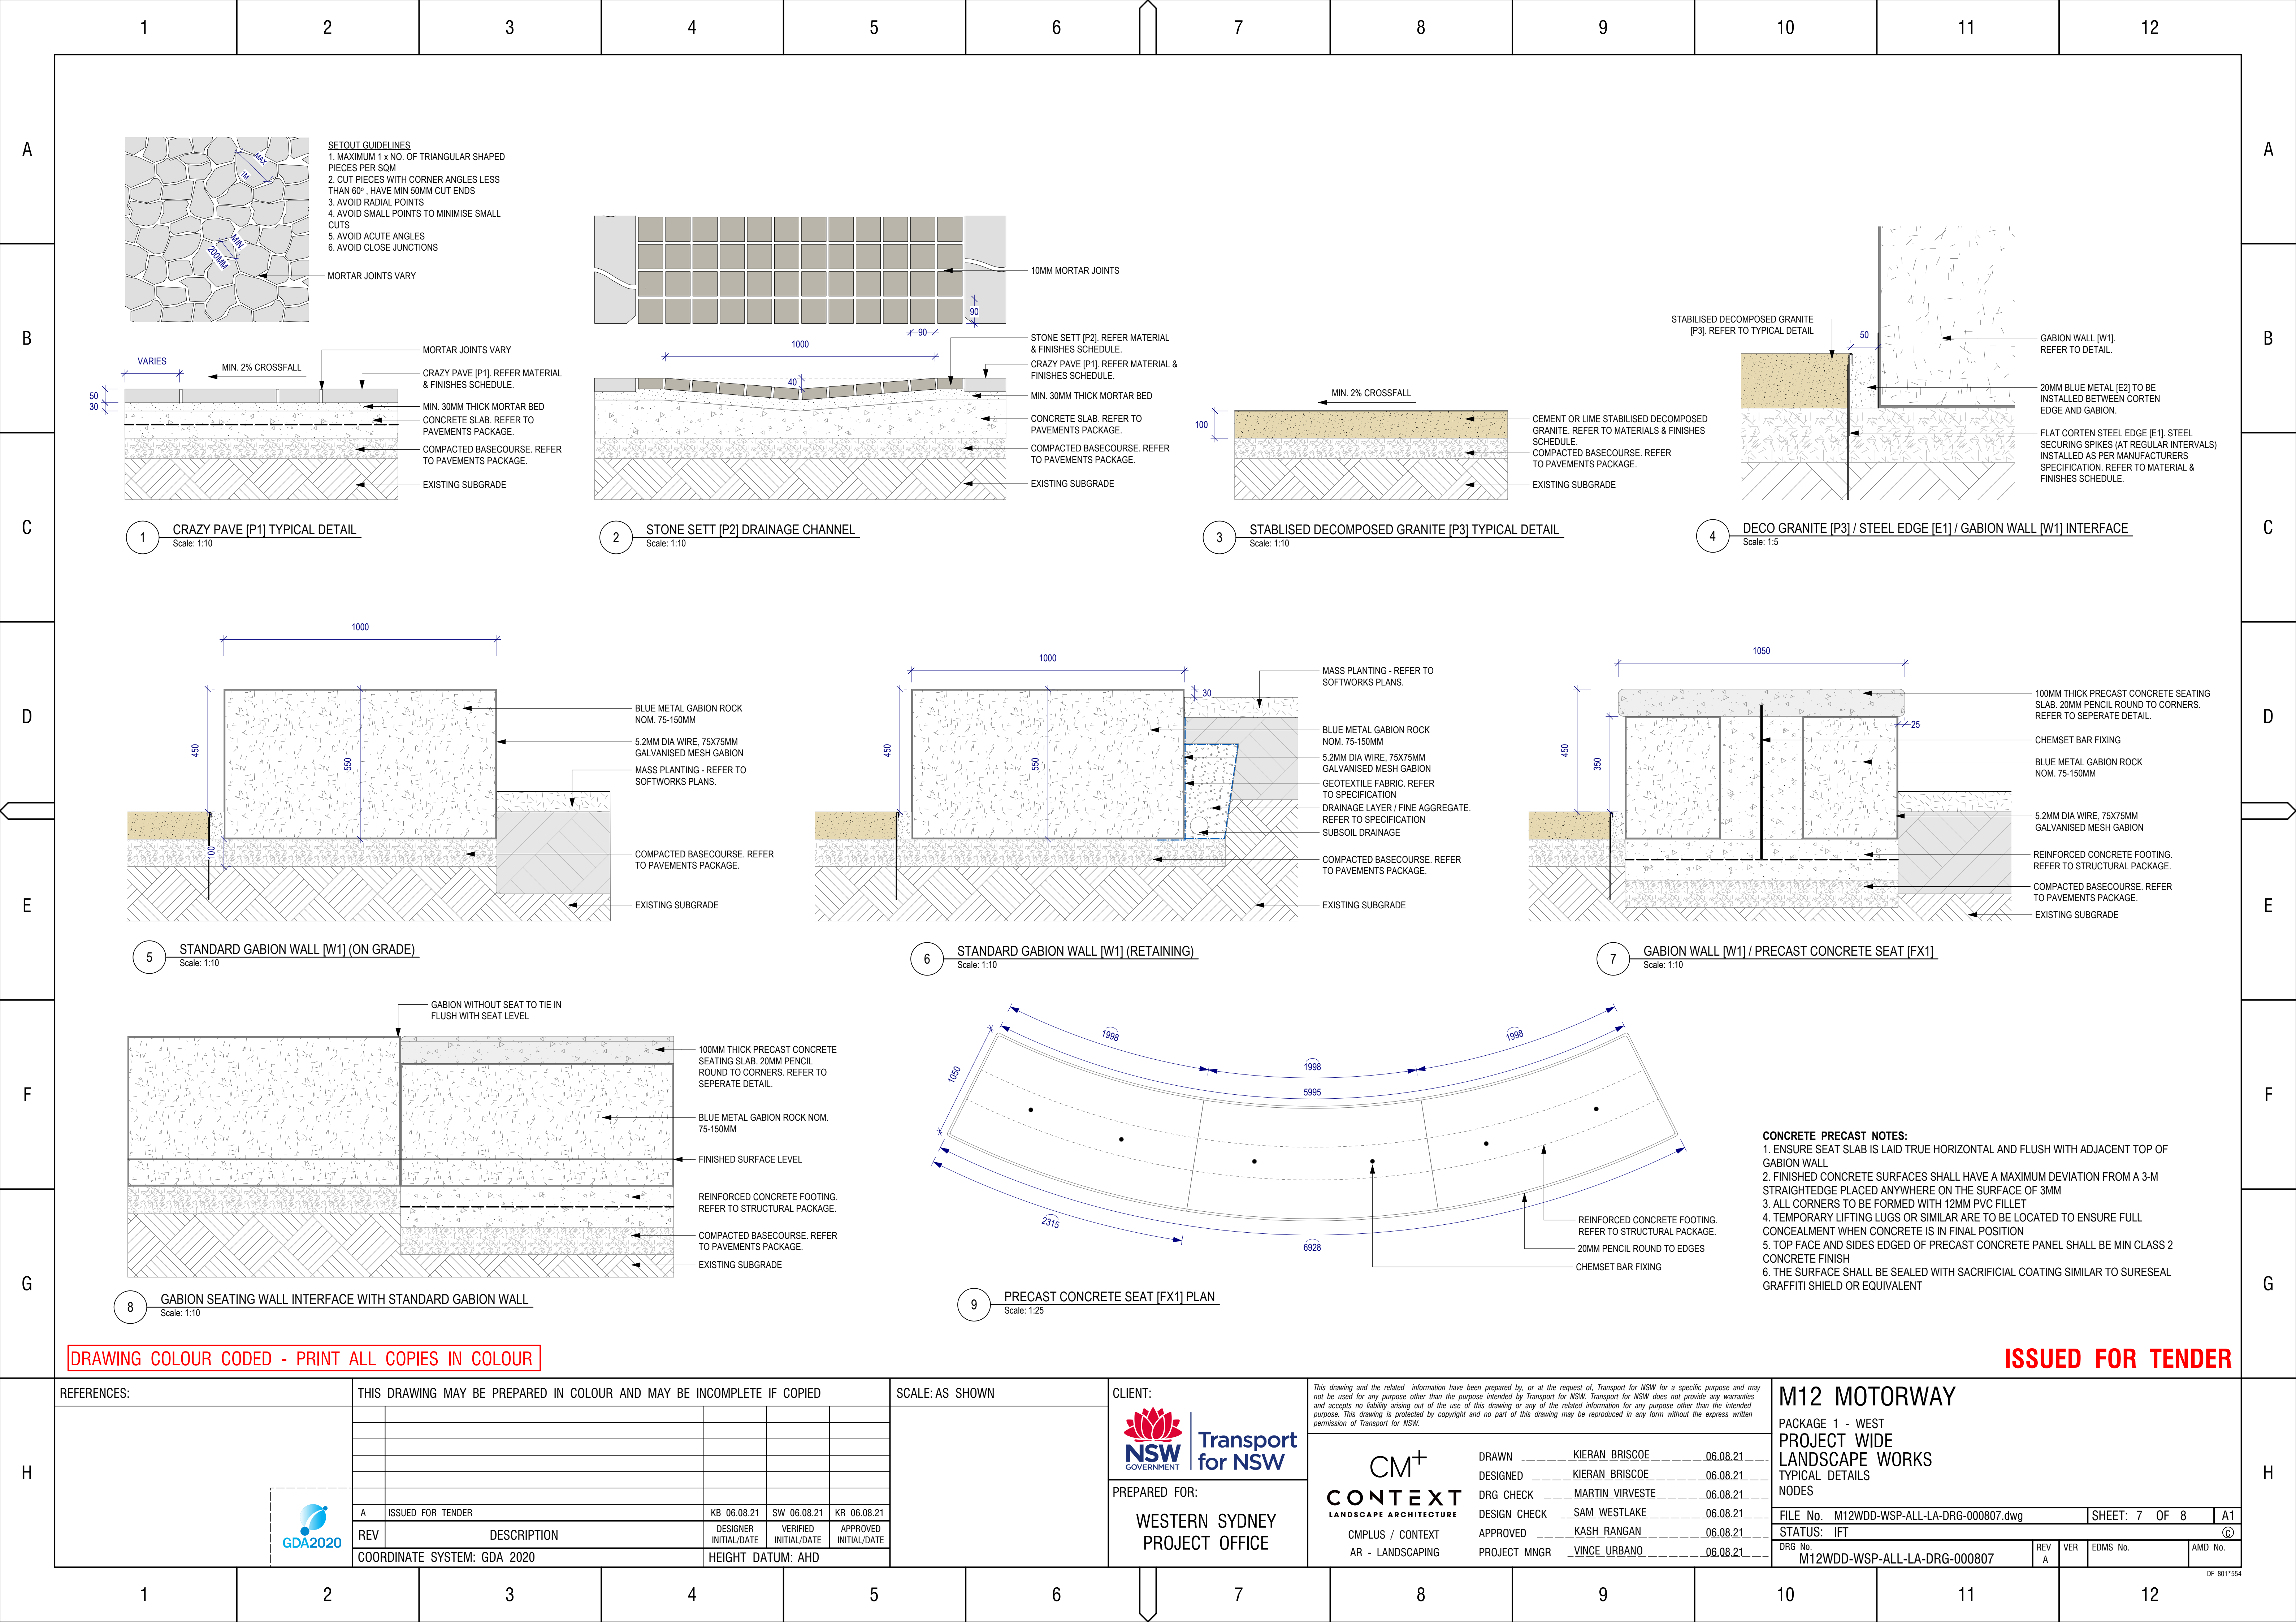 1 2 3 4 5 6 7 8 9 10 11 12
A
B
C
D
E
F
G
H
MAX
1M
MIN
200MM
SETOUT GUIDELINES
1. MAXIMUM 1 x NO. OF TRIANGULAR SHAPED
PIECES PER SQM
2. CUT PIECES WITH CORNER ANGLES LESS
THAN 60º , HAVE MIN 50MM CUT ENDS
3. AVOID RADIAL POINTS
4. AVOID SMALL POINTS TO MINIMISE SMALL
CUTS
5. AVOID ACUTE ANGLES
6. AVOID CLOSE JUNCTIONS
MORTAR JOINTS VARY
VARIES
MIN. 2% CROSSFALL
50
30
MORTAR JOINTS VARY
CRAZY PAVE [P1]. REFER MATERIAL
& FINISHES SCHEDULE.
MIN. 30MM THICK MORTAR BED
CONCRETE SLAB. REFER TO
PAVEMENTS PACKAGE.
COMPACTED BASECOURSE. REFER
TO PAVEMENTS PACKAGE.
EXISTING SUBGRADE
1
CRAZY PAVE [P1] TYPICAL DETAIL
Scale: 1:10
10MM MORTAR JOINTS
90
90
1000
40
STONE SETT [P2]. REFER MATERIAL
& FINISHES SCHEDULE.
CRAZY PAVE [P1]. REFER MATERIAL &
FINISHES SCHEDULE.
MIN. 30MM THICK MORTAR BED
CONCRETE SLAB. REFER TO
PAVEMENTS PACKAGE.
COMPACTED BASECOURSE. REFER
TO PAVEMENTS PACKAGE.
EXISTING SUBGRADE
2
STONE SETT [P2] DRAINAGE CHANNEL
Scale: 1:10
MIN. 2% CROSSFALL
100
CEMENT OR LIME STABILISED DECOMPOSED
GRANITE. REFER TO MATERIALS & FINISHES
SCHEDULE.
COMPACTED BASECOURSE. REFER
TO PAVEMENTS PACKAGE.
EXISTING SUBGRADE
3
STABLISED DECOMPOSED GRANITE [P3] TYPICAL DETAIL
Scale: 1:10
STABILISED DECOMPOSED GRANITE
[P3]. REFER TO TYPICAL DETAIL
50
GABION WALL [W1].
REFER TO DETAIL.
20MM BLUE METAL [E2] TO BE
INSTALLED BETWEEN CORTEN
EDGE AND GABION.
FLAT CORTEN STEEL EDGE [E1]. STEEL
SECURING SPIKES (AT REGULAR INTERVALS)
INSTALLED AS PER MANUFACTURERS
SPECIFICATION. REFER TO MATERIAL &
FINISHES SCHEDULE.
4
DECO GRANITE [P3] / STEEL EDGE [E1] / GABION WALL [W1] INTERFACE
Scale: 1:5
1000
450
550
100
BLUE METAL GABION ROCK
NOM. 75-150MM
5.2MM DIA WIRE, 75X75MM
GALVANISED MESH GABION
MASS PLANTING - REFER TO
SOFTWORKS PLANS.
COMPACTED BASECOURSE. REFER
TO PAVEMENTS PACKAGE.
EXISTING SUBGRADE
5
STANDARD GABION WALL [W1] (ON GRADE)
Scale: 1:10
1000
30
450
550
MASS PLANTING - REFER TO
SOFTWORKS PLANS.
BLUE METAL GABION ROCK
NOM. 75-150MM
5.2MM DIA WIRE, 75X75MM
GALVANISED MESH GABION
GEOTEXTILE FABRIC. REFER
TO SPECIFICATION
DRAINAGE LAYER / FINE AGGREGATE.
REFER TO SPECIFICATION
SUBSOIL DRAINAGE
COMPACTED BASECOURSE. REFER
TO PAVEMENTS PACKAGE.
EXISTING SUBGRADE
6
STANDARD GABION WALL [W1] (RETAINING)
Scale: 1:10
1050
25
450
350
100MM THICK PRECAST CONCRETE SEATING
SLAB. 20MM PENCIL ROUND TO CORNERS.
REFER TO SEPERATE DETAIL.
CHEMSET BAR FIXING
BLUE METAL GABION ROCK
NOM. 75-150MM
5.2MM DIA WIRE, 75X75MM
GALVANISED MESH GABION
REINFORCED CONCRETE FOOTING.
REFER TO STRUCTURAL PACKAGE.
COMPACTED BASECOURSE. REFER
TO PAVEMENTS PACKAGE.
EXISTING SUBGRADE
7
GABION WALL [W1] / PRECAST CONCRETE SEAT [FX1]
Scale: 1:10
GABION WITHOUT SEAT TO TIE IN
FLUSH WITH SEAT LEVEL
100MM THICK PRECAST CONCRETE
SEATING SLAB. 20MM PENCIL
ROUND TO CORNERS. REFER TO
SEPERATE DETAIL.
BLUE METAL GABION ROCK NOM.
75-150MM
FINISHED SURFACE LEVEL
REINFORCED CONCRETE FOOTING.
REFER TO STRUCTURAL PACKAGE.
COMPACTED BASECOURSE. REFER
TO PAVEMENTS PACKAGE.
EXISTING SUBGRADE
8
GABION SEATING WALL INTERFACE WITH STANDARD GABION WALL
Scale: 1:10
1998
1998
1998
5995
1050
2315
6928
REINFORCED CONCRETE FOOTING.
REFER TO STRUCTURAL PACKAGE.
20MM PENCIL ROUND TO EDGES
CHEMSET BAR FIXING
9
PRECAST CONCRETE SEAT [FX1] PLAN
Scale: 1:25
CONCRETE PRECAST NOTES:
1. ENSURE SEAT SLAB IS LAID TRUE HORIZONTAL AND FLUSH WITH ADJACENT TOP OF
GABION WALL
2. FINISHED CONCRETE SURFACES SHALL HAVE A MAXIMUM DEVIATION FROM A 3-M
STRAIGHTEDGE PLACED ANYWHERE ON THE SURFACE OF 3MM
3. ALL CORNERS TO BE FORMED WITH 12MM PVC FILLET
4. TEMPORARY LIFTING LUGS OR SIMILAR ARE TO BE LOCATED TO ENSURE FULL
CONCEALMENT WHEN CONCRETE IS IN FINAL POSITION
5. TOP FACE AND SIDES EDGED OF PRECAST CONCRETE PANEL SHALL BE MIN CLASS 2
CONCRETE FINISH
6. THE SURFACE SHALL BE SEALED WITH SACRIFICIAL COATING SIMILAR TO SURESEAL
GRAFFITI SHIELD OR EQUIVALENT
DRAWING COLOUR CODED - PRINT ALL COPIES IN COLOUR
ISSUED FOR TENDER
REFERENCES:
GDA2020
THIS DRAWING MAY BE PREPARED IN COLOUR AND MAY BE INCOMPLETE IF COPIED
A ISSUED FOR TENDER KB 06.08.21 SW 06.08.21 KR 06.08.21
REV DESCRIPTION
DESIGNER
INITIAL/DATE
VERIFIED
INITIAL/DATE
APPROVED
INITIAL/DATE
COORDINATE SYSTEM: GDA 2020
HEIGHT DATUM: AHD
SCALE: AS SHOWN
CLIENT:
NSW
GOVERNMENT
Transport
for NSW
PREPARED FOR:
WESTERN SYDNEY
PROJECT OFFICE
This drawing and the related information have been prepared by, or at the request of, Transport for NSW for a specific purpose and may
not be used for any purpose other than the purpose intended by Transport for NSW. Transport for NSW does not provide any warranties
and accepts no liability arising out of the use of this drawing or any of the related information for any purpose other than the intended
purpose. This drawing is protected by copyright and no part of this drawing may be reproduced in any form without the express written
permission of Transport for NSW.
CM+
CONTEXT
LANDSCAPE ARCHITECTURE
CMPLUS / CONTEXT
AR - LANDSCAPING
DRAWN KIERAN BRISCOE 06.08.21
DESIGNED KIERAN BRISCOE 06.08.21
DRG CHECK MARTIN VIRVESTE 06.08.21
DESIGN CHECK SAM WESTLAKE 06.08.21
APPROVED KASH RANGAN 06.08.21
PROJECT MNGR VINCE URBANO 06.08.21
M12 MOTORWAY
PACKAGE 1 - WEST
PROJECT WIDE
LANDSCAPE WORKS
TYPICAL DETAILS
NODES
FILE No. M12WDD-WSP-ALL-LA-DRG-000807.dwg
SHEET: 7 OF 8
A1
STATUS: IFT
©
DRG No.
M12WDD-WSP-ALL-LA-DRG-000807
REV
A
VER
EDMS No.
AMD No.
DF 801*554
A
B
C
D
E
F
G
H
1 2 3 4 5 6 7 8 9 10 11 12